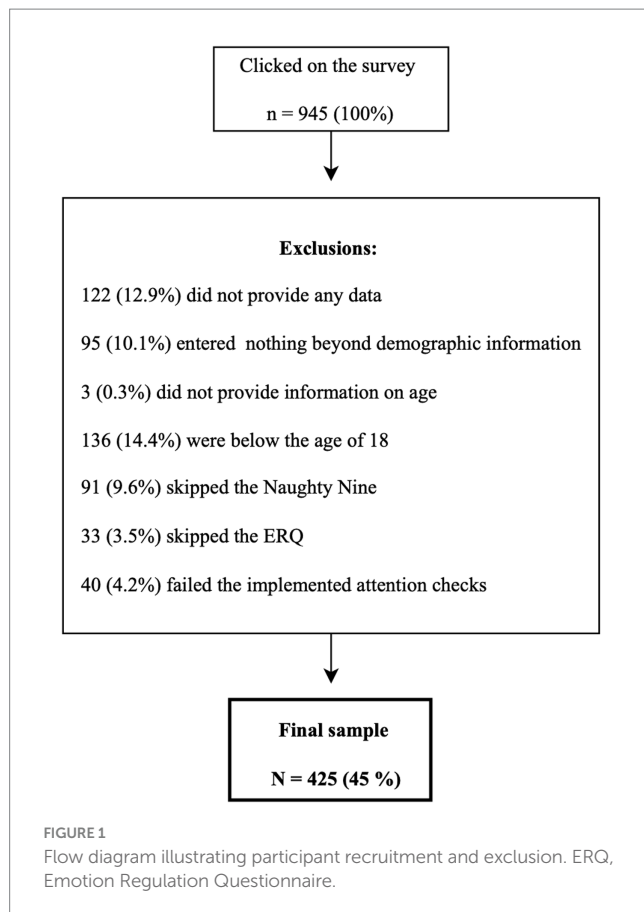 Clicked on the survey
n = 945 (100%)
Exclusions:
122 (12.9%) did not provide any data
95 (10.1%) entered nothing beyond demographic information
3 (0.3%) did not provide information on age
136 (14.4%) were below the age of 18
91 (9.6%) skipped the Naughty Nine
33 (3.5%) skipped the ERQ
40 (4.2%) failed the implemented attention checks
Final sample
N = 425 (45 %)
FIGURE 1
Flow diagram illustrating participant recruitment and exclusion. ERQ,
Emotion Regulation Questionnaire.